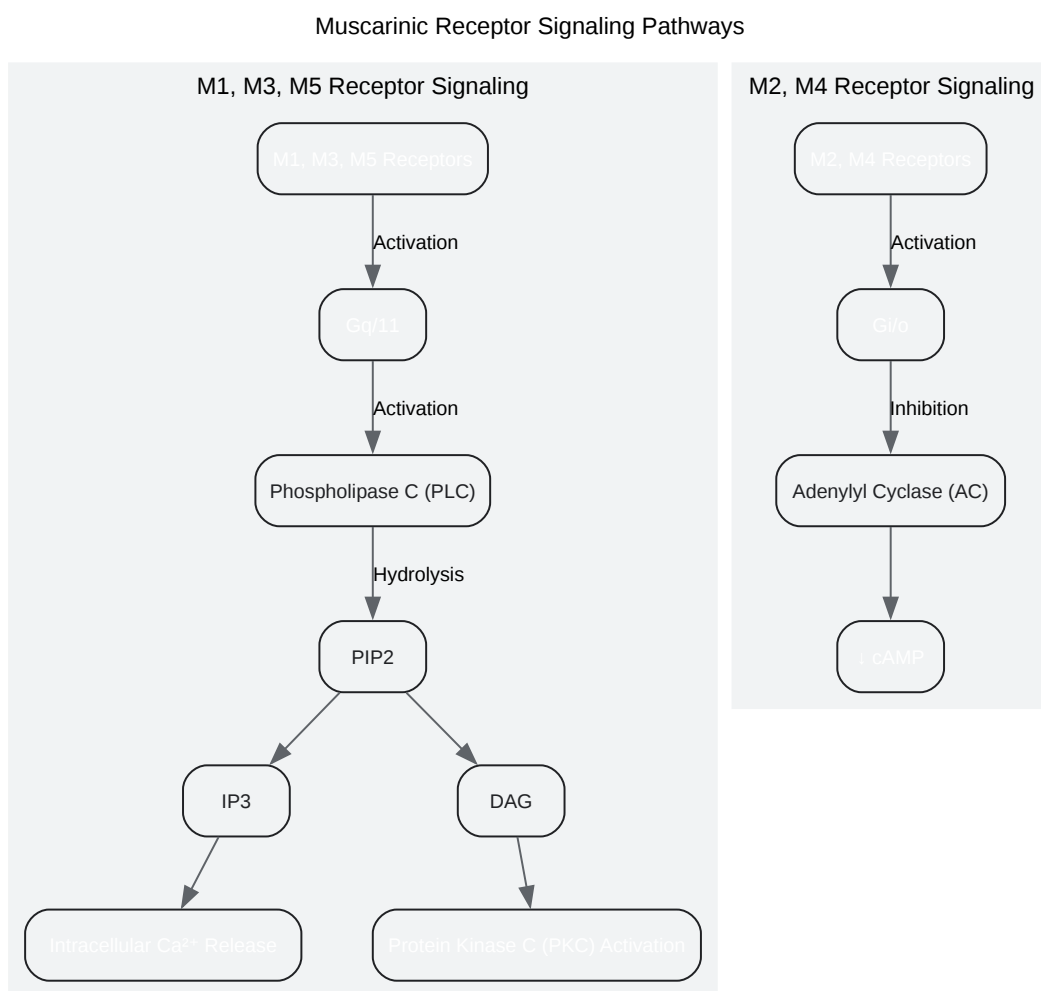 Muscarinic Receptor Signaling Pathways
M1, M3, M5 Receptor Signaling
M1, M3, M5 Receptors
Activation
Gq/11
Activation
Phospholipase C (PLC)
Hydrolysis
PIP2
IP3
DAG
Intracellular Ca²⁺ Release
Protein Kinase C (PKC) Activation
M2, M4 Receptor Signaling
M2, M4 Receptors
Activation
Gi/o
Inhibition
Adenylyl Cyclase (AC)
↓ cAMP